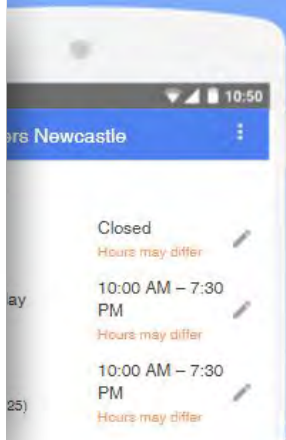 10:50
ers Newcastle
Closed
Hours may differ
10:00 AM – 7:30
ay
PM
Hours may differ
10:00 AM – 7:30
PM
25)
Hours may differ